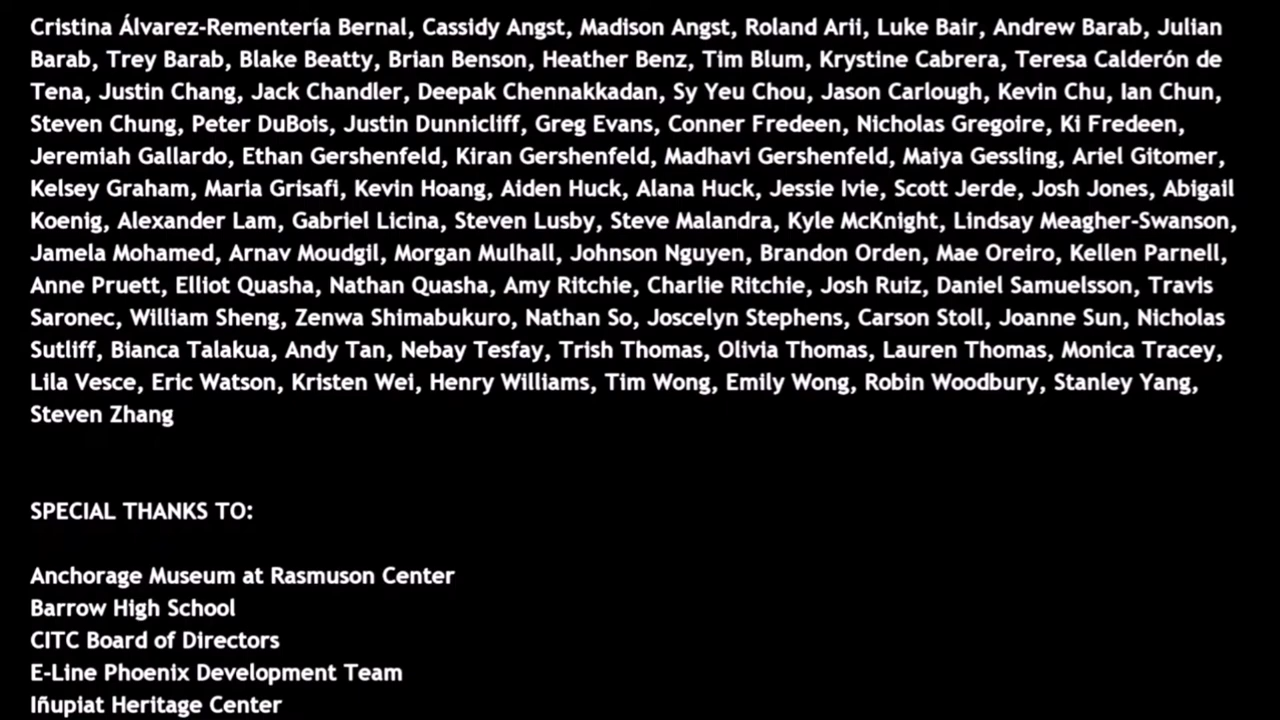 Cristina Álvarez-Rementería Bernal, Cassidy Angst, Madison Angst, Roland Arii, Luke Bair, Andrew Barab, Julian
Barab, Trey Barab, Blake Beatty, Brian Benson, Heather Benz, Tim Blum, Krystine Cabrera, Teresa Calderón de
Tena, Justin Chang, Jack Chandler, Deepak Chennakkadan, Sy Yeu Chou, Jason Carlough, Kevin Chu, Ian Chun,
Steven Chung, Peter DuBois, Justin Dunnicliff, Greg Evans, Conner Fredeen, Nicholas Gregoire, Ki Fredeen,
Jeremiah Gallardo, Ethan Gershenfeld, Kiran Gershenfeld, Madhavi Gershenfeld, Maiya Gessling, Ariel Gitomer,
Kelsey Graham, Maria Grisafi, Kevin Hoang, Aiden Huck, Alana Huck, Jessie Ivie, Scott Jerde, Josh Jones, Abigail
Koenig, Alexander Lam, Gabriel Licina, Steven Lusby, Steve Malandra, Kyle McKnight, Lindsay Meagher-Swanson,
Jamela Mohamed, Arnav Moudgil, Morgan Mulhall, Johnson Nguyen, Brandon Orden, Mae Oreiro, Kellen Parnell,
Anne Pruett, Elliot Quasha, Nathan Quasha, Amy Ritchie, Charlie Ritchie, Josh Ruiz, Daniel Samuelsson, Travis
Saronec, William Sheng, Zenwa Shimabukuro, Nathan So, Joscelyn Stephens, Carson Stoll, Joanne Sun, Nicholas
Sutliff, Bianca Talakua, Andy Tan, Nebay Tesfay, Trish Thomas, Olivia Thomas, Lauren Thomas, Monica Tracey,
Lila Vesce, Eric Watson, Kristen Wei, Henry Williams, Tim Wong, Emily Wong, Robin Woodbury, Stanley Yang,
Steven Zhang
SPECIAL THANKS TO:
Anchorage Museum at Rasmuson Center
Barrow High School
CITC Board of Directors
E-Line Phoenix Development Team
Iñupiat Heritage Center